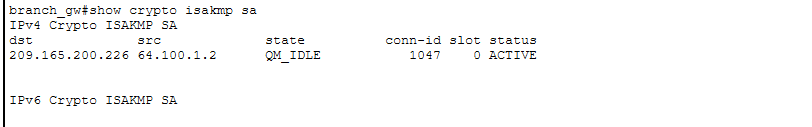 branch_gw#show crypto isakmp sa
IPv4 Crypto ISAKMP SA
dst src state conn-id slot status
209.165.200.226 64.100.1.2 QM_IDLE 1047 0 ACTIVE
IPv6 Crypto ISAKMP SA